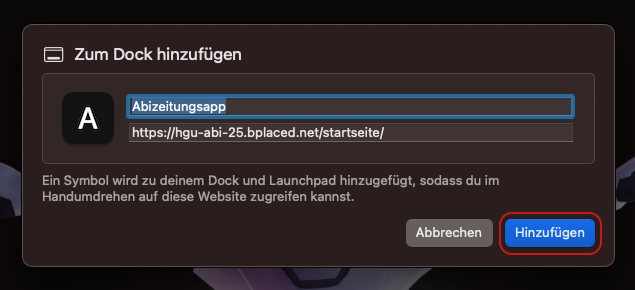 Zum Dock hinzufügen
A
Abizeitungsapp
https://hgu-abi-25.bplaced.net/startseite/
Ein Symbol wird zu deinem Dock und Launchpad hinzugefügt, sodass du im
Handumdrehen auf diese Website zugreifen kannst.
Abbrechen Hinzufügen